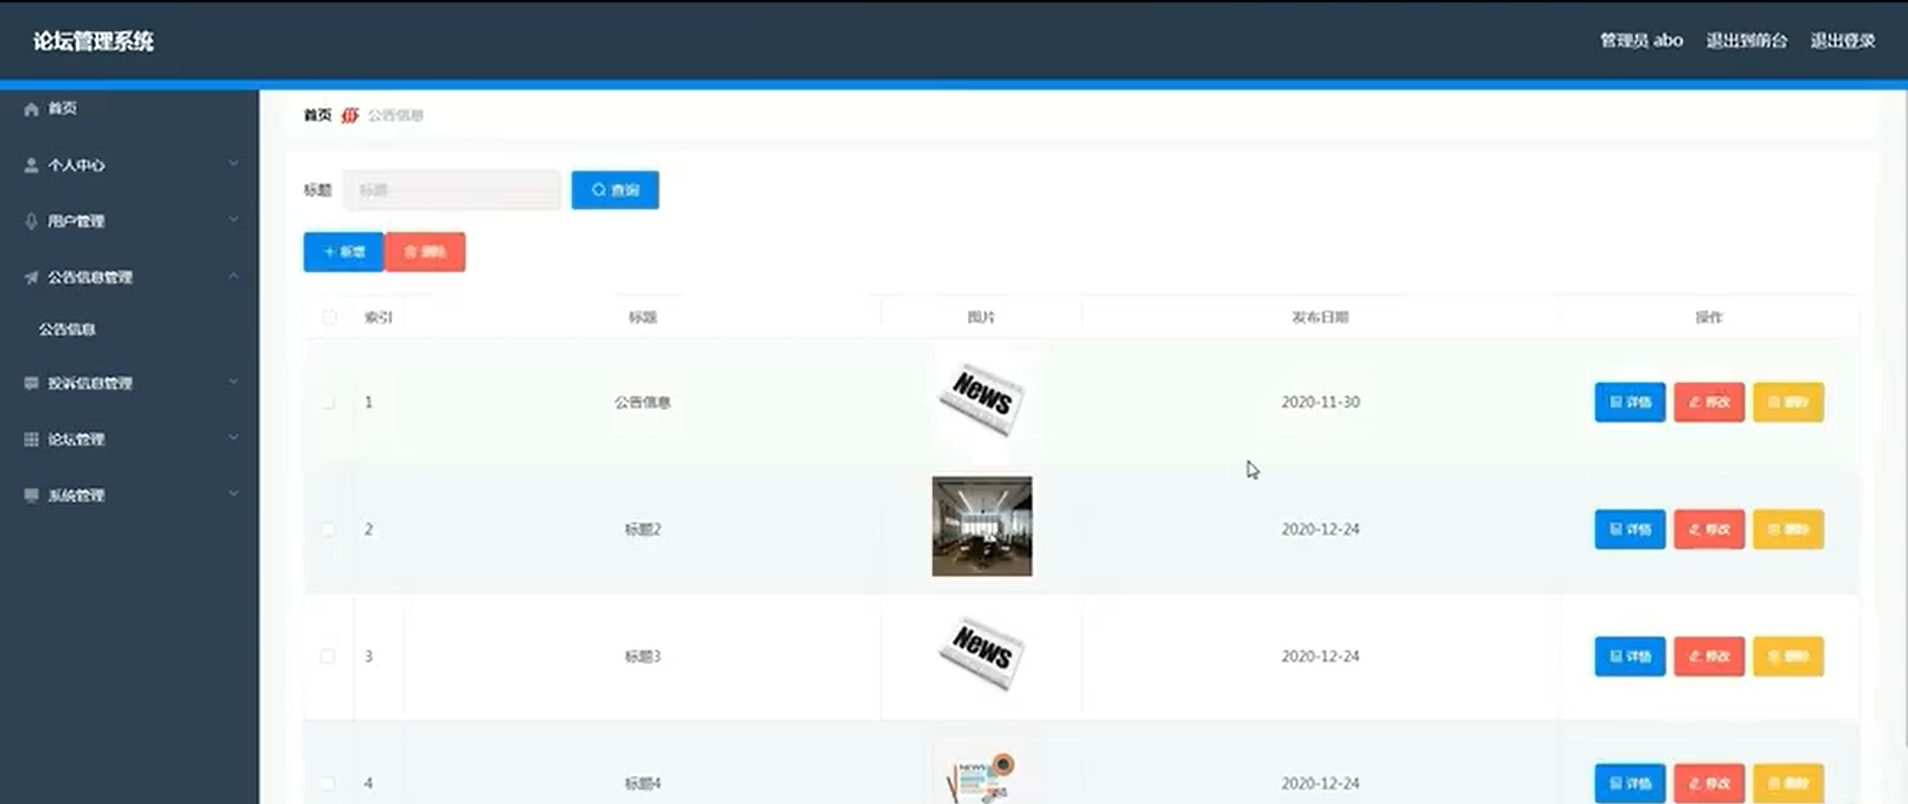 论坛管理系统
管理员 abo 退出到前台 退出登录
首页
个人中心
用户管理
公告信息管理
公告信息
投诉信息管理
论坛管理
系统管理
首页 公告信息
标题 标题 查询
+ 新增 删除
索引 标题 图片 发布日期 操作
1 公告信息 News 2020-11-30 详情 修改 删除
2 标题2 2020-12-24 详情 修改 删除
3 标题3 News 2020-12-24 详情 修改 删除
4 标题4 NEWS 2020-12-24 详情 修改 删除